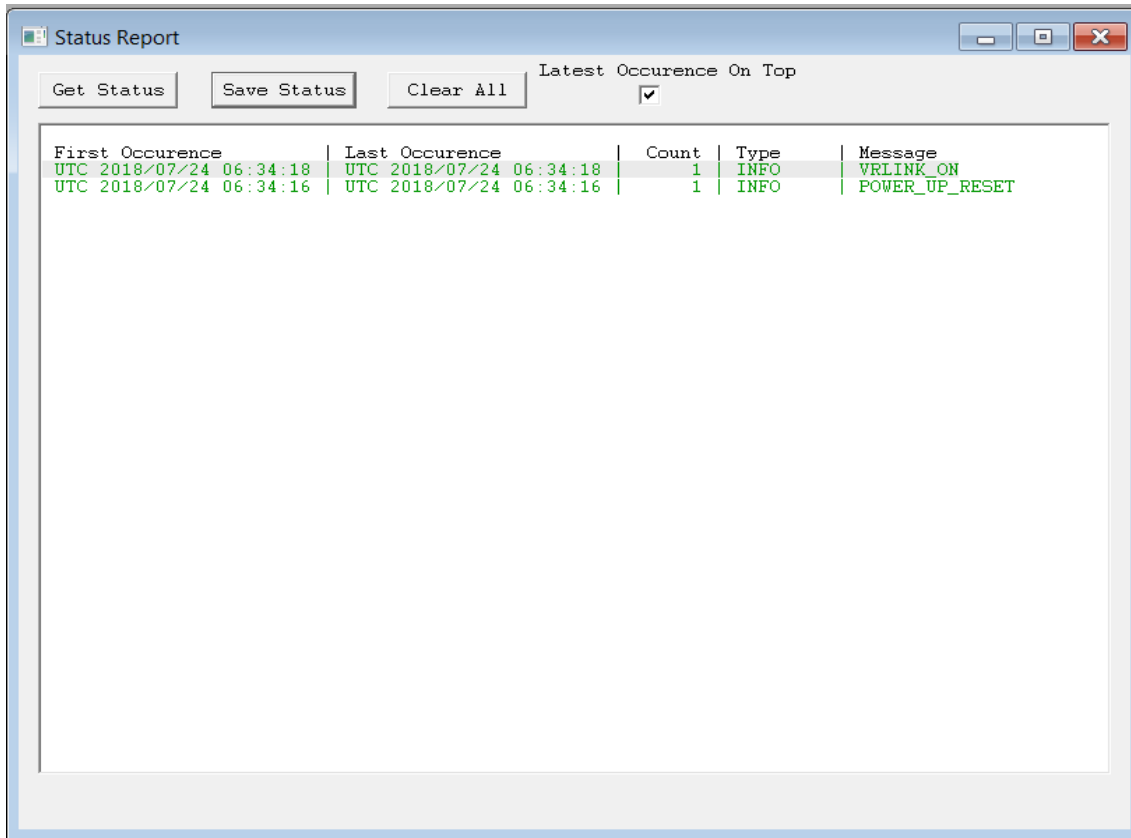 Status Report
Latest Occurence On Top
Get Status Save Status Clear All
First Occurence | Last Occurence | Count | Type | Message
UTC 2018/07/24 06:34:18 | UTC 2018/07/24 06:34:18 | 1 | INFO | VRLINK_ON
UTC 2018/07/24 06:34:16 | UTC 2018/07/24 06:34:16 | 1 | INFO | POWER_UP_RESET